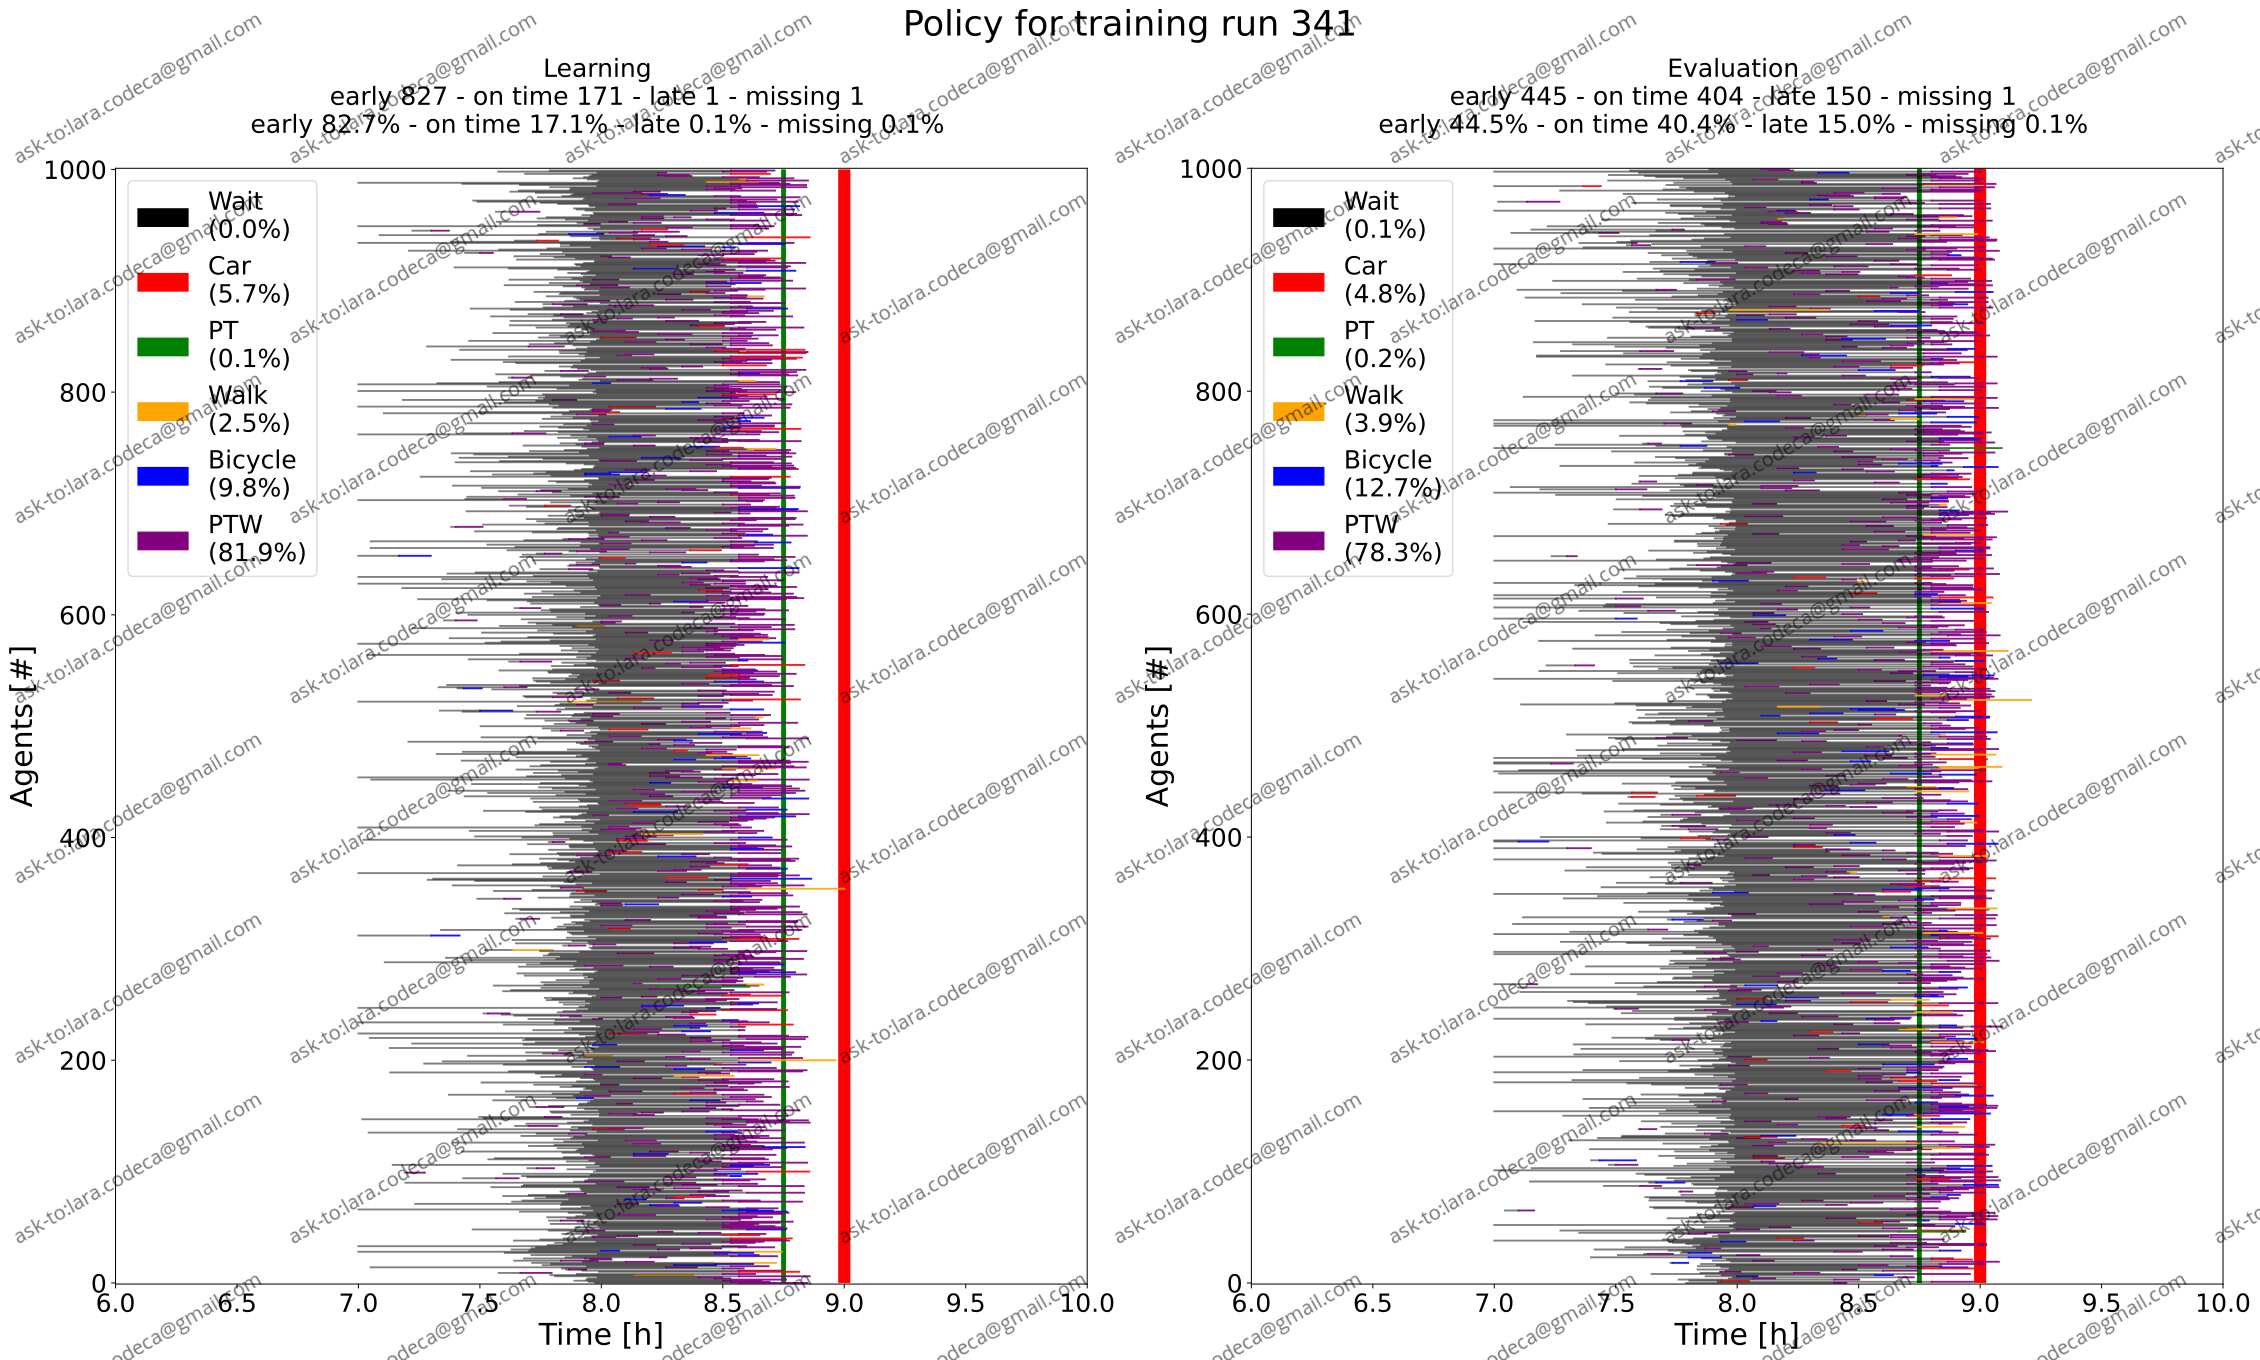 Policy for training run 341
Learning
early 827 - on time 171 - late 1 - missing 1
early 82.7% - on time 17.1% - late 0.1% - missing 0.1%
Agents [#]
1000
800
600
400
200
0
Wait
(0.0%)
Car
(5.7%)
PT
(0.1%)
Walk
(2.5%)
Bicycle
(9.8%)
PTW
(81.9%)
6.0 6.5 7.0 7.5 8.0 8.5 9.0 9.5 10.0
Time [h]
Evaluation
early 445 - on time 404 - late 150 - missing 1
early 44.5% - on time 40.4% - late 15.0% - missing 0.1%
Agents [#]
1000
800
600
400
200
0
Wait
(0.1%)
Car
(4.8%)
PT
(0.2%)
Walk
(3.9%)
Bicycle
(12.7%)
PTW
(78.3%)
6.0 6.5 7.0 7.5 8.0 8.5 9.0 9.5 10.0
Time [h]
ask-to:lara.codeca@gmail.com